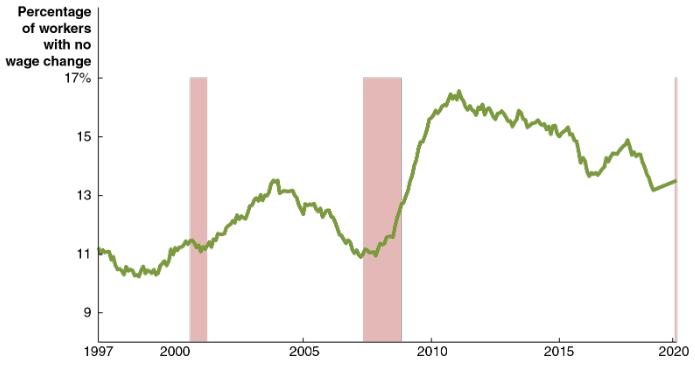 Percentage
of workers
with no
wage change
17%
15
13
11
9
1997 2000 2005 2010 2015 2020